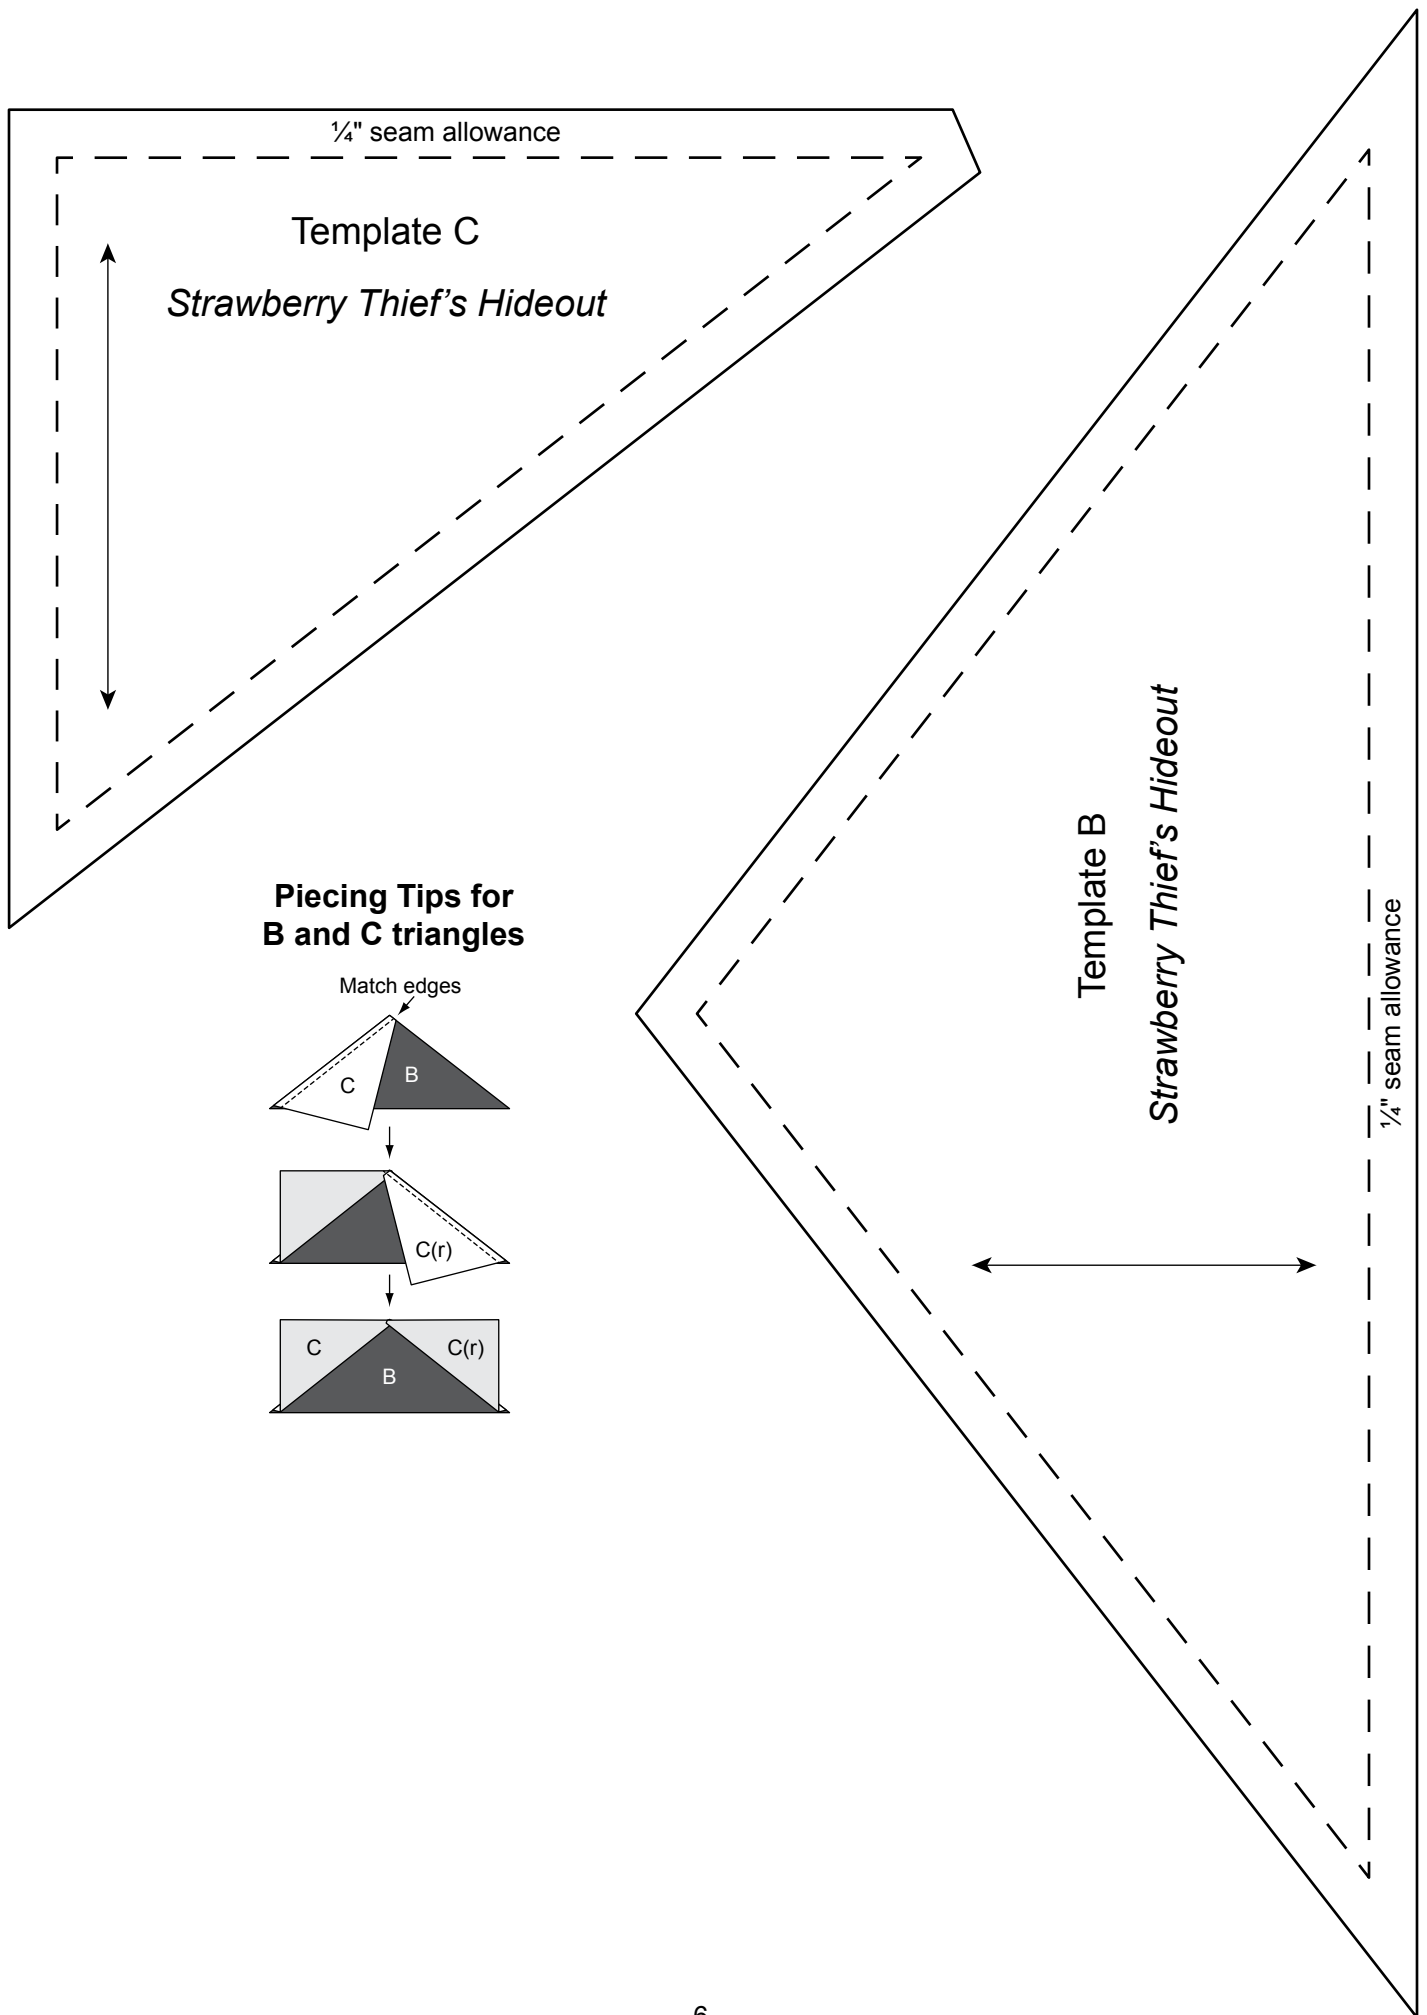 ¼" seam allowance
Template C
Strawberry Thief's Hideout
Piecing Tips for
B and C triangles
Match edges
C
B
C(r)
C
C(r)
B
Template B
Strawberry Thief's Hideout
¼" seam allowance
6